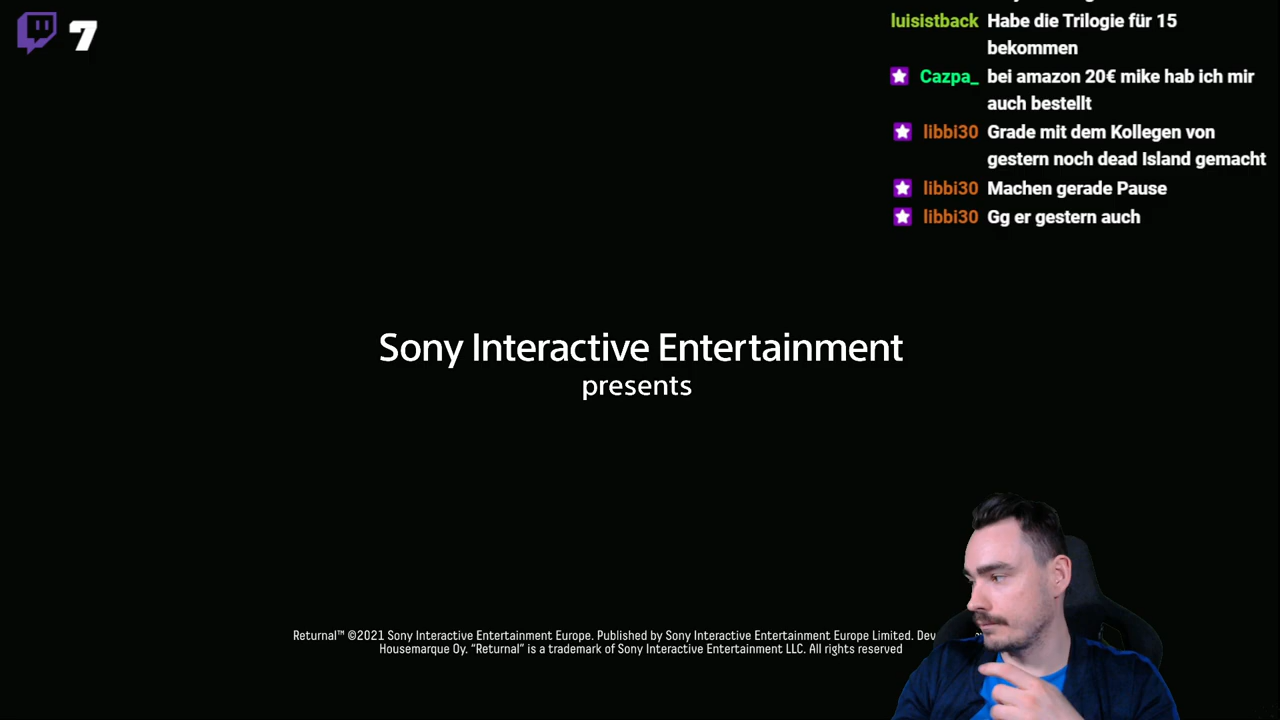 7
luisistback Habe die Trilogie für 15
bekommen
Cazpa_ bei amazon 20€ mike hab ich mir
auch bestellt
libbi30 Grade mit dem Kollegen von
gestern noch dead Island gemacht
libbi30 Machen gerade Pause
libbi30 Gg er gestern auch
Sony Interactive Entertainment
presents
Returnal™ ©2021 Sony Interactive Entertainment Europe. Published by Sony Interactive Entertainment Europe Limited.
Housemarque Oy. “Returnal” is a trademark of Sony Interactive Entertainment LLC. All rights reserved